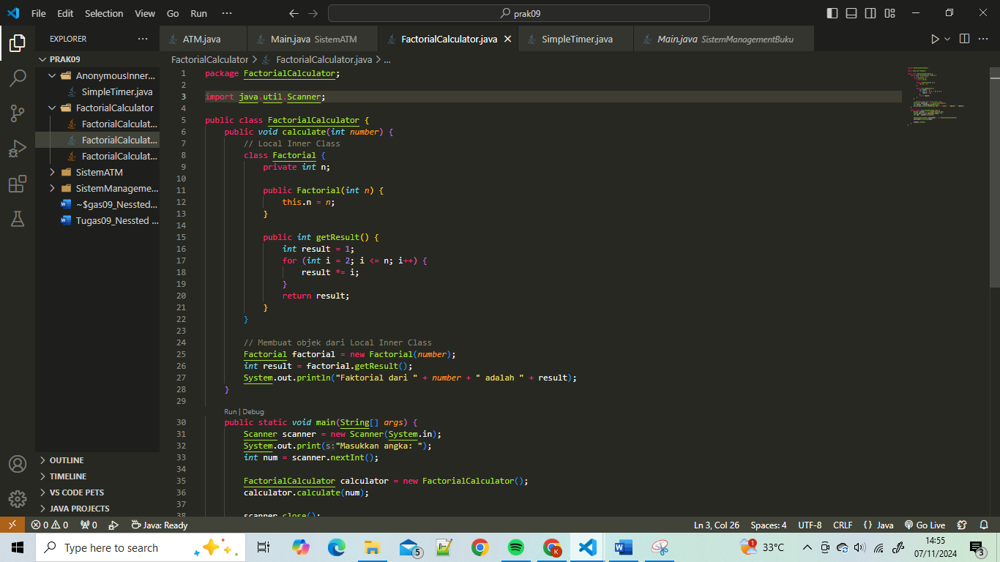 File Edit Selection View Go Run ··· prak09
EXPLORER ···
PRAK09
AnonymousInner...
SimpleTimer.java
FactorialCalculator
FactorialCalculat...
FactorialCalculat...
FactorialCalculat...
SistemATM
SistemManageme...
~$gas09_Nessted...
Tugas09_Nessted ...
OUTLINE
TIMELINE
VS CODE PETS
JAVA PROJECTS
ATM.java Main.java SistemATM FactorialCalculator.java SimpleTimer.java Main.java SistemManagementBuku
FactorialCalculator > FactorialCalculator.java > ...
1 package FactorialCalculator;
2
3 import java.util.Scanner;
4
5 public class FactorialCalculator {
6 public void calculate(int number) {
7 // Local Inner Class
8 class Factorial {
9 private int n;
10
11 public Factorial(int n) {
12 this.n = n;
13 }
14
15 public int getResult() {
16 int result = 1;
17 for (int i = 2; i <= n; i++) {
18 result *= i;
19 }
20 return result;
21 }
22 }
23
24 // Membuat objek dari Local Inner Class
25 Factorial factorial = new Factorial(number);
26 int result = factorial.getResult();
27 System.out.println("Faktorial dari " + number + " adalah " + result);
28 }
29
Run | Debug
30 public static void main(String[] args) {
31 Scanner scanner = new Scanner(System.in);
32 System.out.print(s:"Masukkan angka: ");
33 int num = scanner.nextInt();
34
35 FactorialCalculator calculator = new FactorialCalculator();
36 calculator.calculate(num);
37
38 scanner.close();
0 0 0 Java: Ready Ln 3, Col 26 Spaces: 4 UTF-8 CRLF {} Java Go Live
Type here to search 5 K 1 33°C 14:55
07/11/2024 3